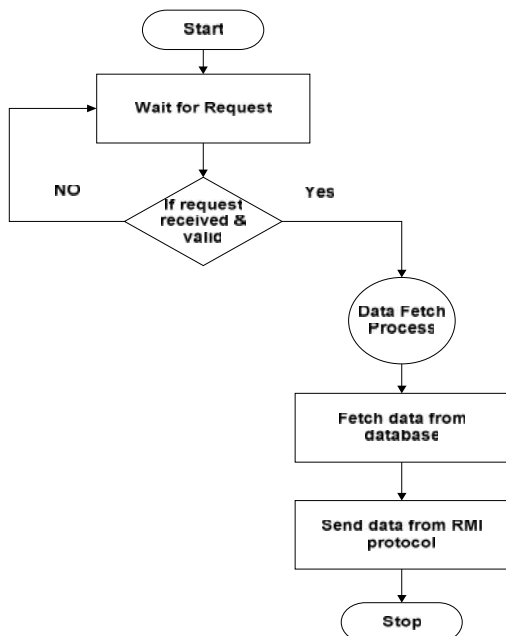 Start
Wait for Request
NO
Yes
If request
received &
valid
Data Fetch
Process
Fetch data from
database
Send data from RMI
protocol
Stop